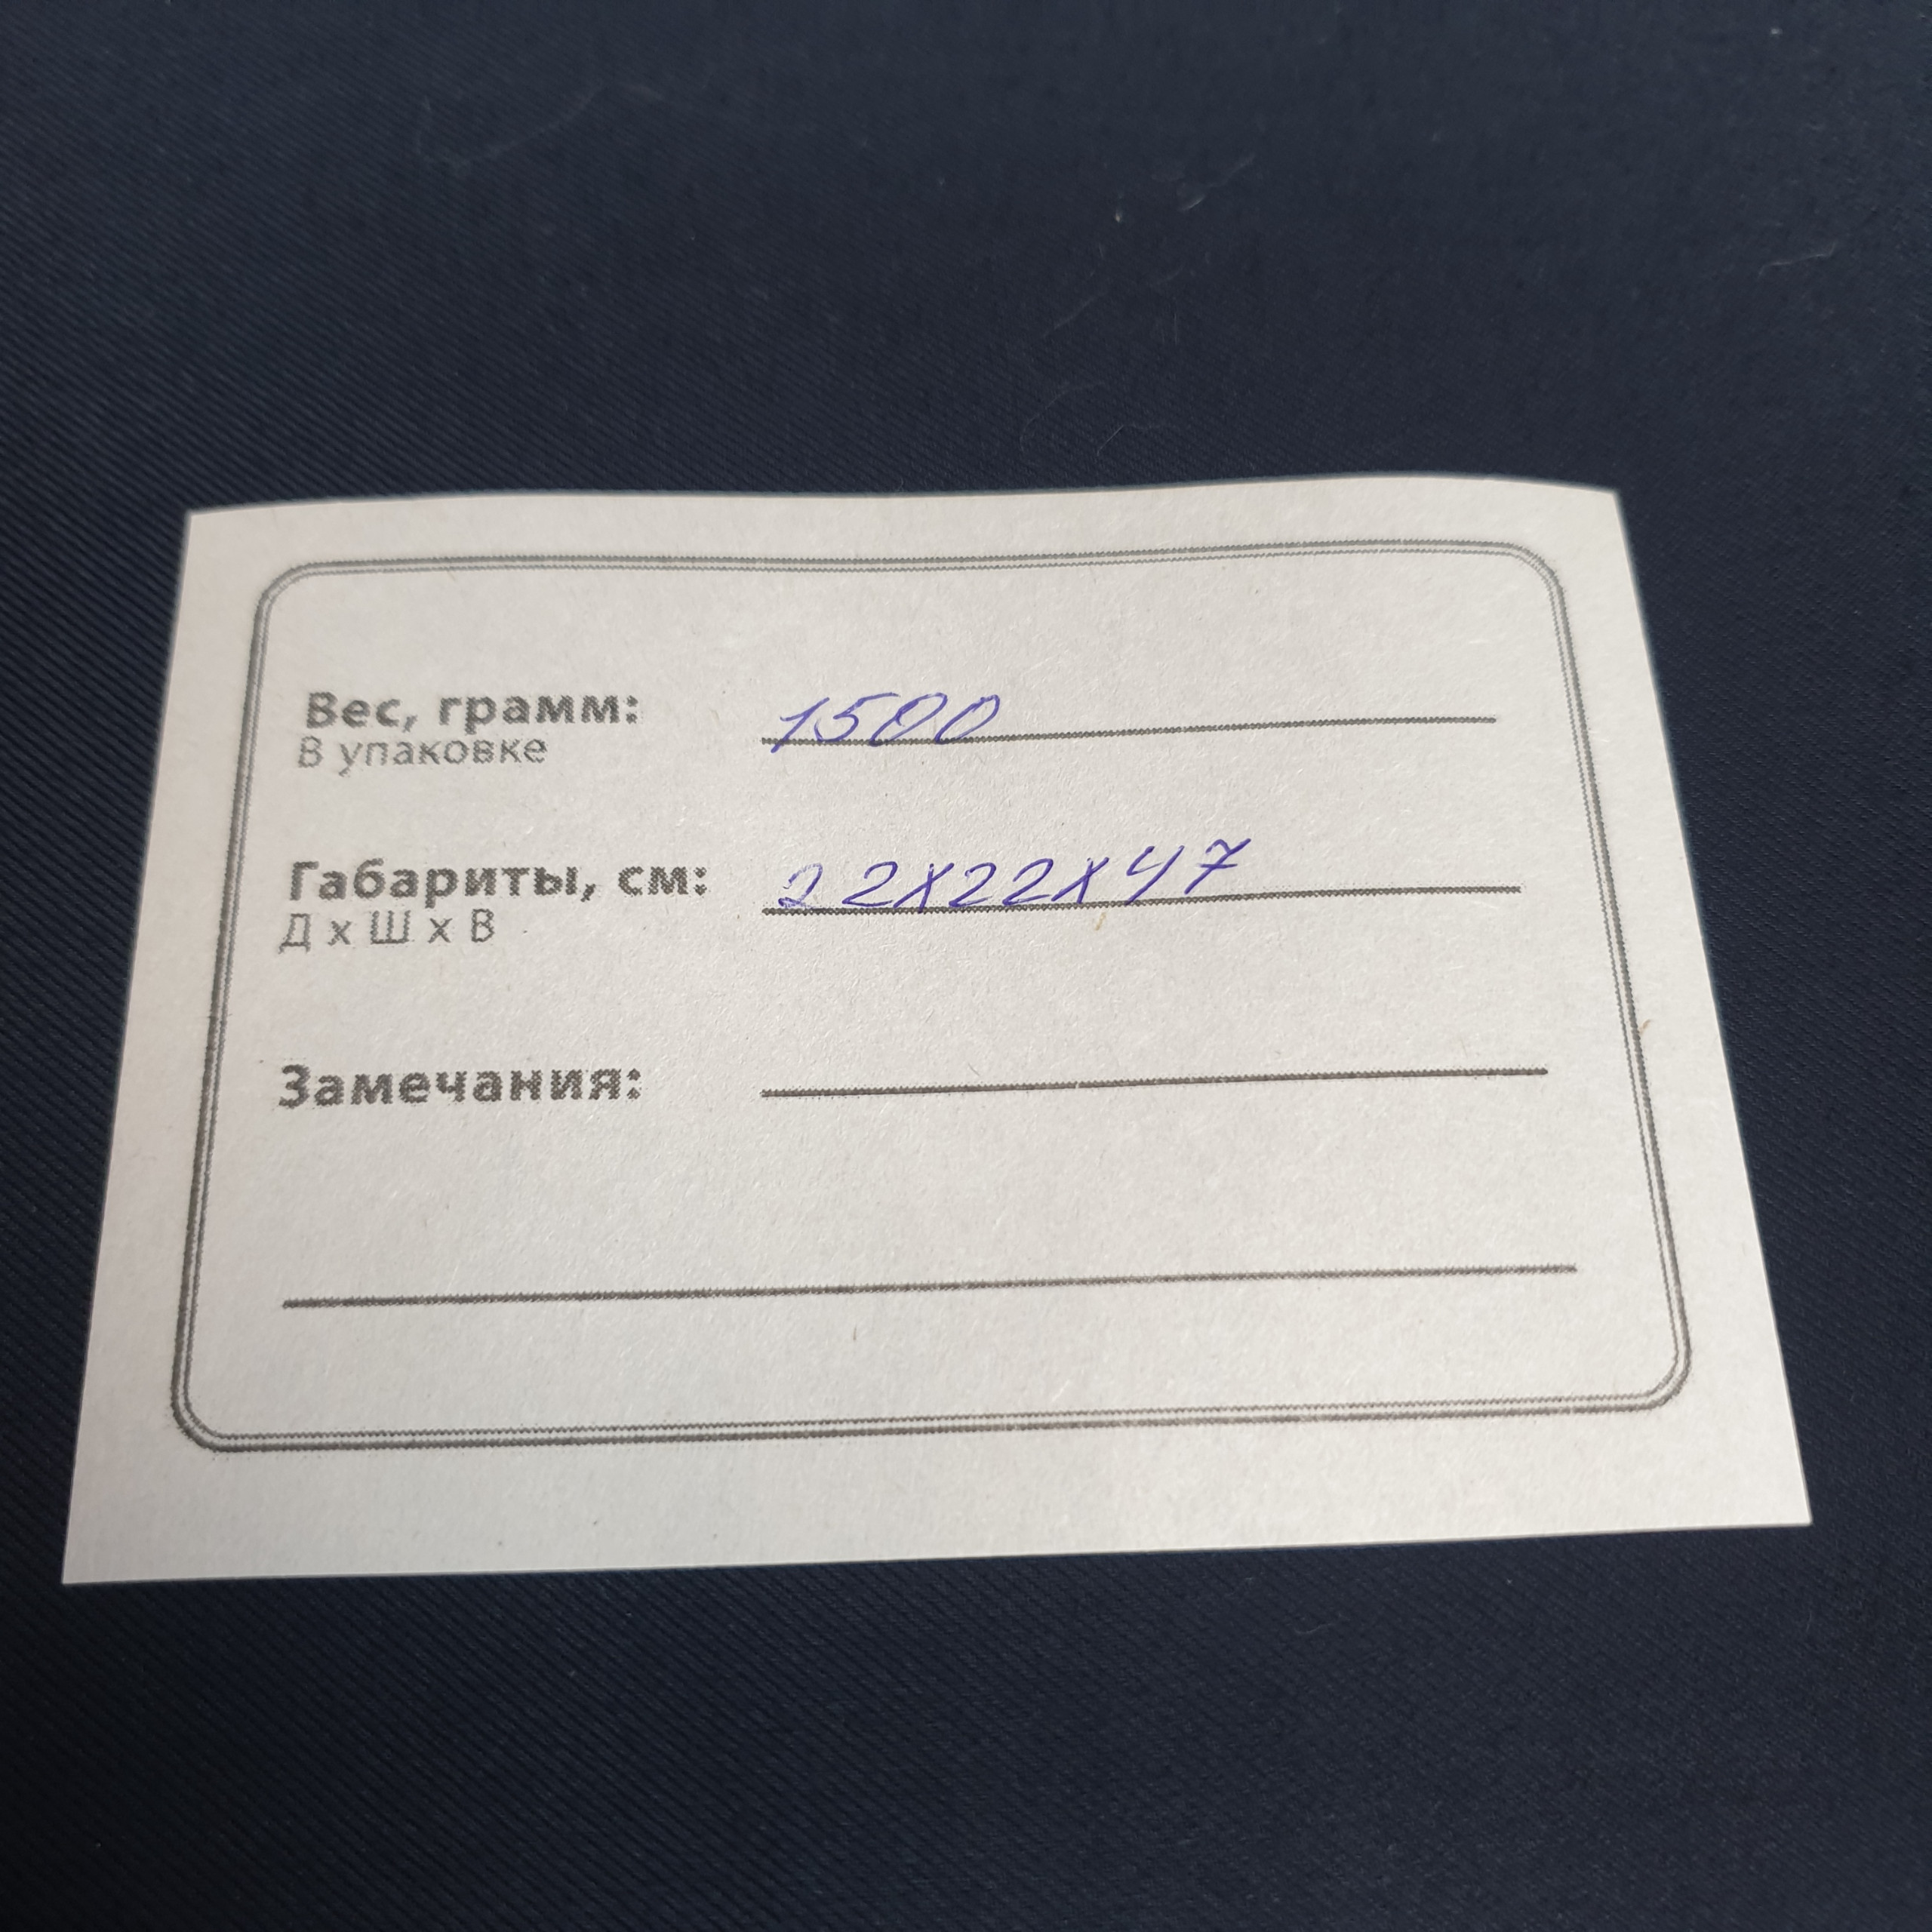 Вес, грамм: 1500
В упаковке
Габариты, см: 22х22х47
Д х Ш х В
Замечания: